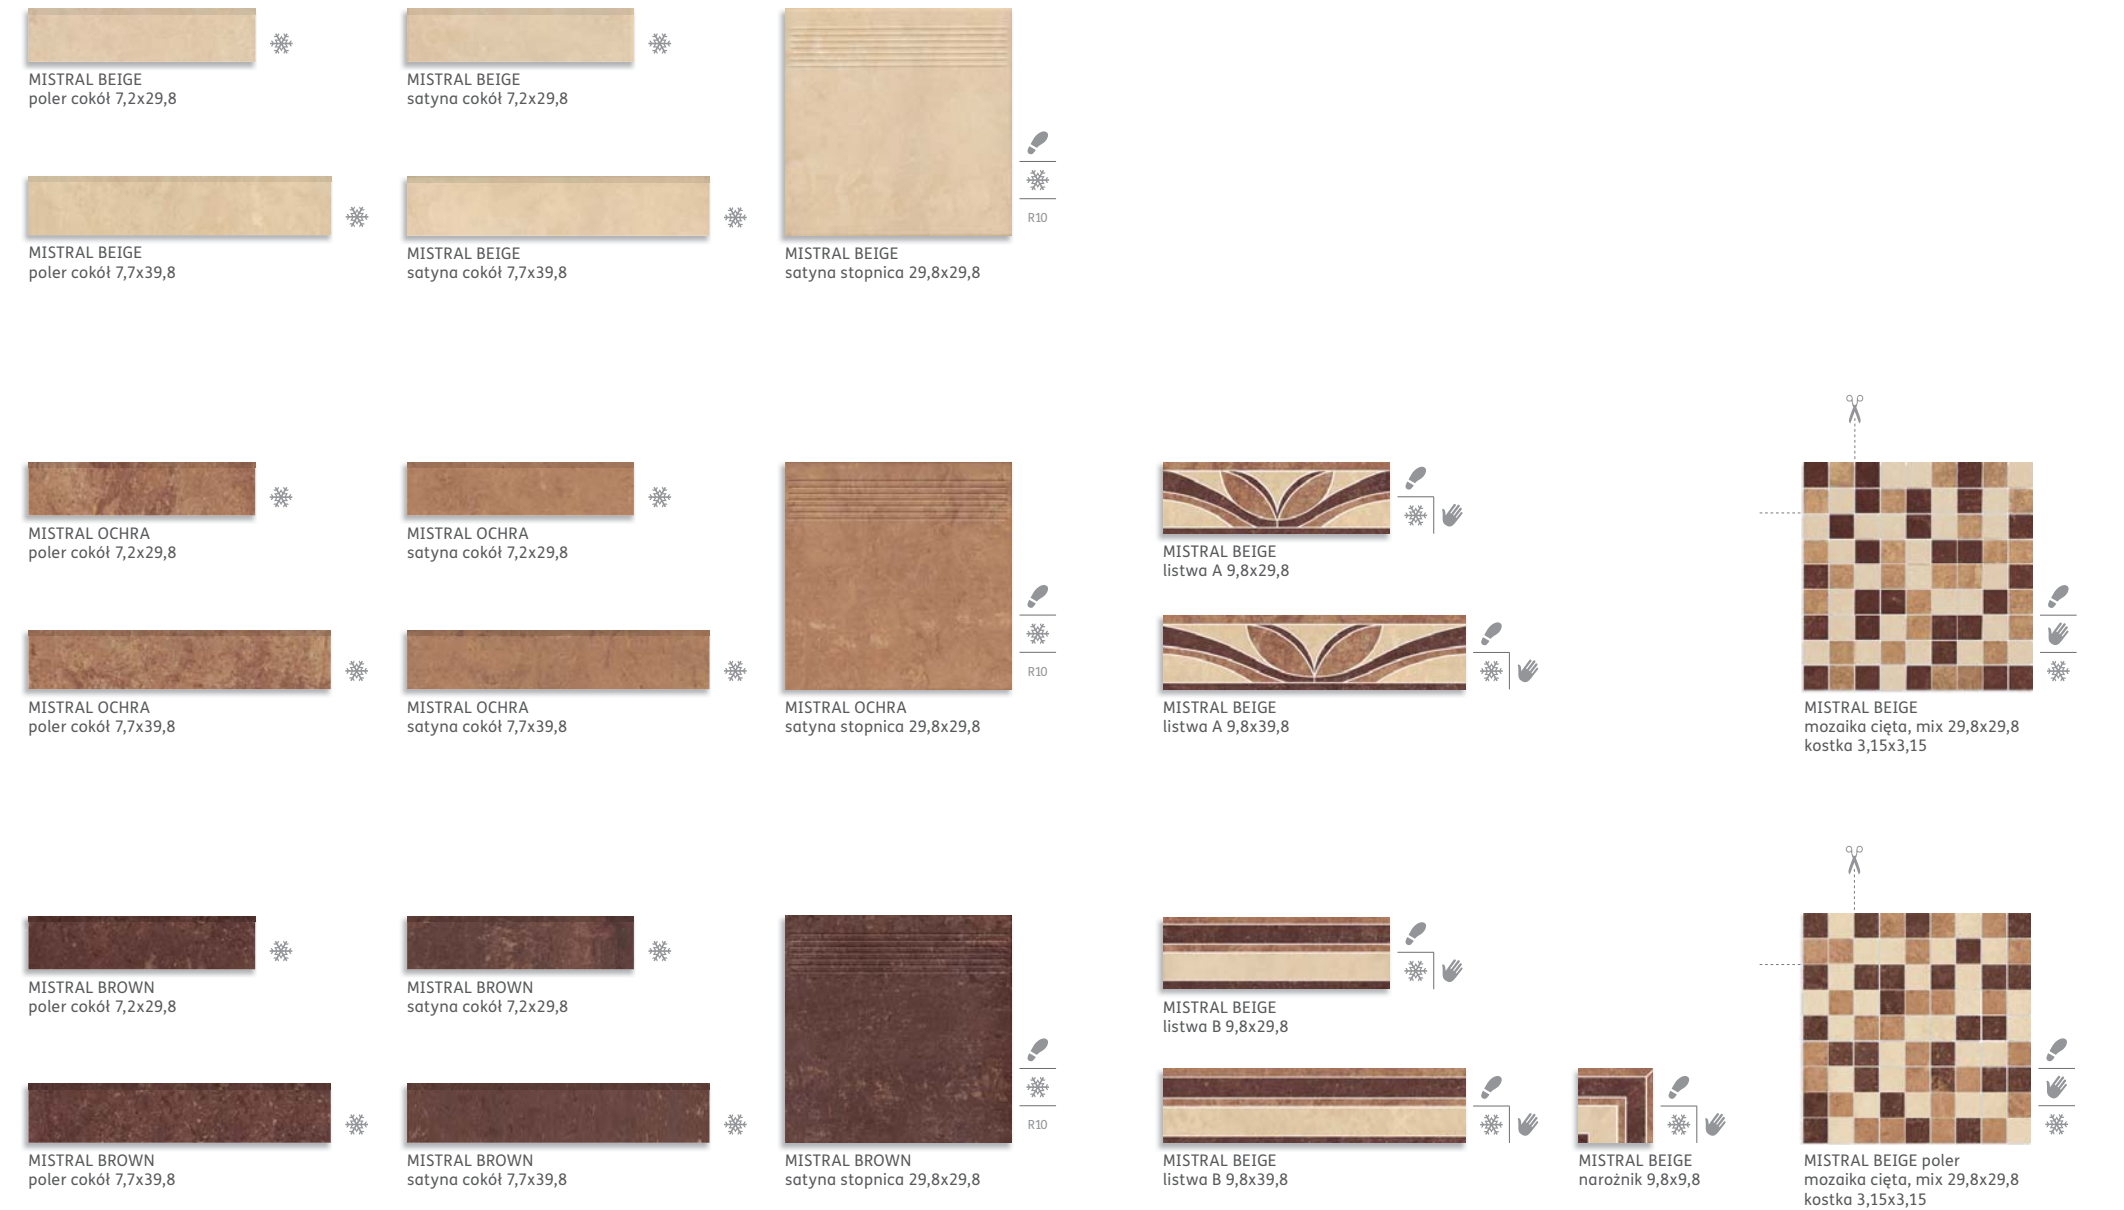 MISTRAL BEIGE
poler cokół 7,2x29,8
MISTRAL BEIGE
satyna cokół 7,2x29,8
R10
MISTRAL BEIGE
poler cokół 7,7x39,8
MISTRAL BEIGE
satyna cokół 7,7x39,8
MISTRAL BEIGE
satyna stopnica 29,8x29,8
MISTRAL OCHRA
poler cokół 7,2x29,8
MISTRAL OCHRA
satyna cokół 7,2x29,8
MISTRAL BEIGE
listwa A 9,8x29,8
R10
MISTRAL OCHRA
poler cokół 7,7x39,8
MISTRAL OCHRA
satyna cokół 7,7x39,8
MISTRAL OCHRA
satyna stopnica 29,8x29,8
MISTRAL BEIGE
listwa A 9,8x39,8
MISTRAL BEIGE
mozaika cięta, mix 29,8x29,8
kostka 3,15x3,15
MISTRAL BROWN
poler cokół 7,2x29,8
MISTRAL BROWN
satyna cokół 7,2x29,8
MISTRAL BEIGE
listwa B 9,8x29,8
R10
MISTRAL BROWN
poler cokół 7,7x39,8
MISTRAL BROWN
satyna cokół 7,7x39,8
MISTRAL BROWN
satyna stopnica 29,8x29,8
MISTRAL BEIGE
listwa B 9,8x39,8
MISTRAL BEIGE
narożnik 9,8x9,8
MISTRAL BEIGE poler
mozaika cięta, mix 29,8x29,8
kostka 3,15x3,15